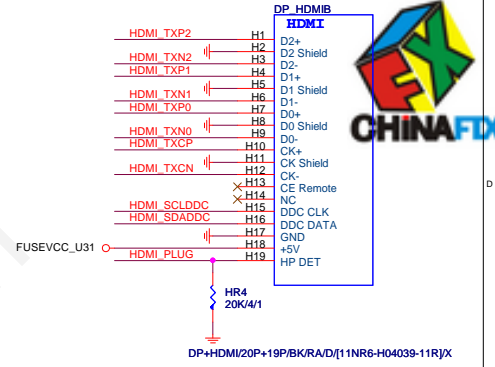 DP_HDMIB
HDMI
HDMI_TXP2 H1 D2+
H2 D2 Shield
HDMI_TXN2 H3 D2-
HDMI_TXP1 H4 D1+
H5 D1 Shield
HDMI_TXN1 H6 D1-
HDMI_TXP0 H7 D0+
H8 D0 Shield
HDMI_TXN0 H9 D0-
HDMI_TXCP H10 CK+
H11 CK Shield
HDMI_TXCN H12 CK-
H13 CE Remote
H14 NC
HDMI_SCLDDC H15 DDC CLK
HDMI_SDADDC H16 DDC DATA
H17 GND
FUSEVCC_U31 H18 +5V
HDMI_PLUG H19 HP DET
HR4
20K/4/1
DP+HDMI/20P+19P/BK/RA/D/[11NR6-H04039-11R]/X
FIX
CHINAFIX
D